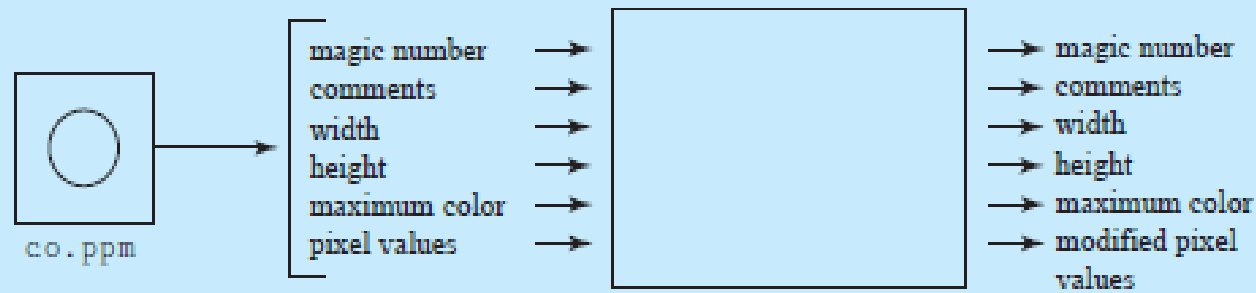 magic number
comments
width
height
maximum color
pixel values
co.ppm
magic number
comments
width
height
maximum color
modified pixel
values